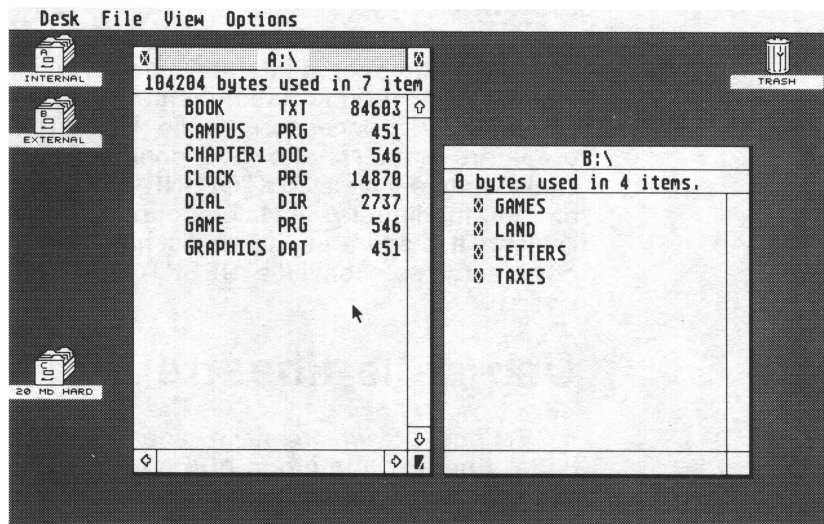 Desk File View Options
A
INTERNAL
B
EXTERNAL
C
20 Mb HARD
TRASH
A:\
104204 bytes used in 7 item
BOOK TXT 84603
CAMPUS PRG 451
CHAPTER1 DOC 546
CLOCK PRG 14870
DIAL DIR 2737
GAME PRG 546
GRAPHICS DAT 451
B:\
0 bytes used in 4 items.
GAMES
LAND
LETTERS
TAXES